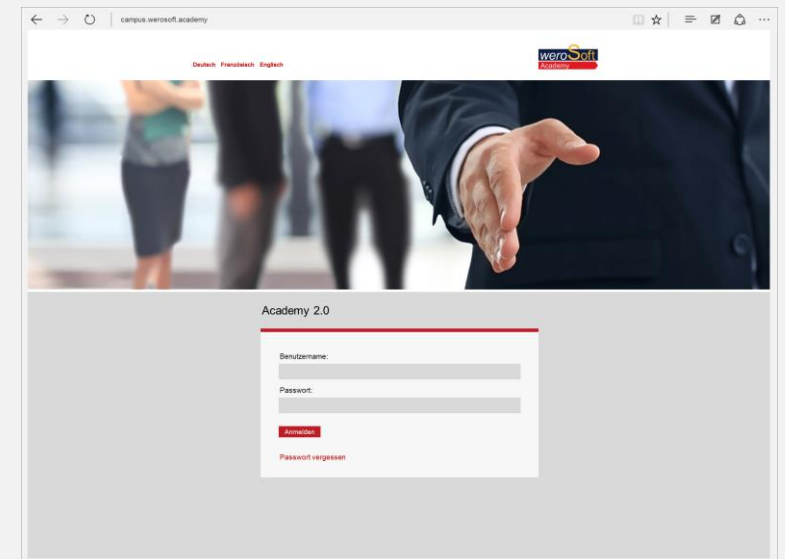 campus.werosoft.academy
Deutsch Französisch Englisch
weroSoft
Academy
Academy 2.0
Benutzername:
Passwort:
Anmelden
Passwort vergessen